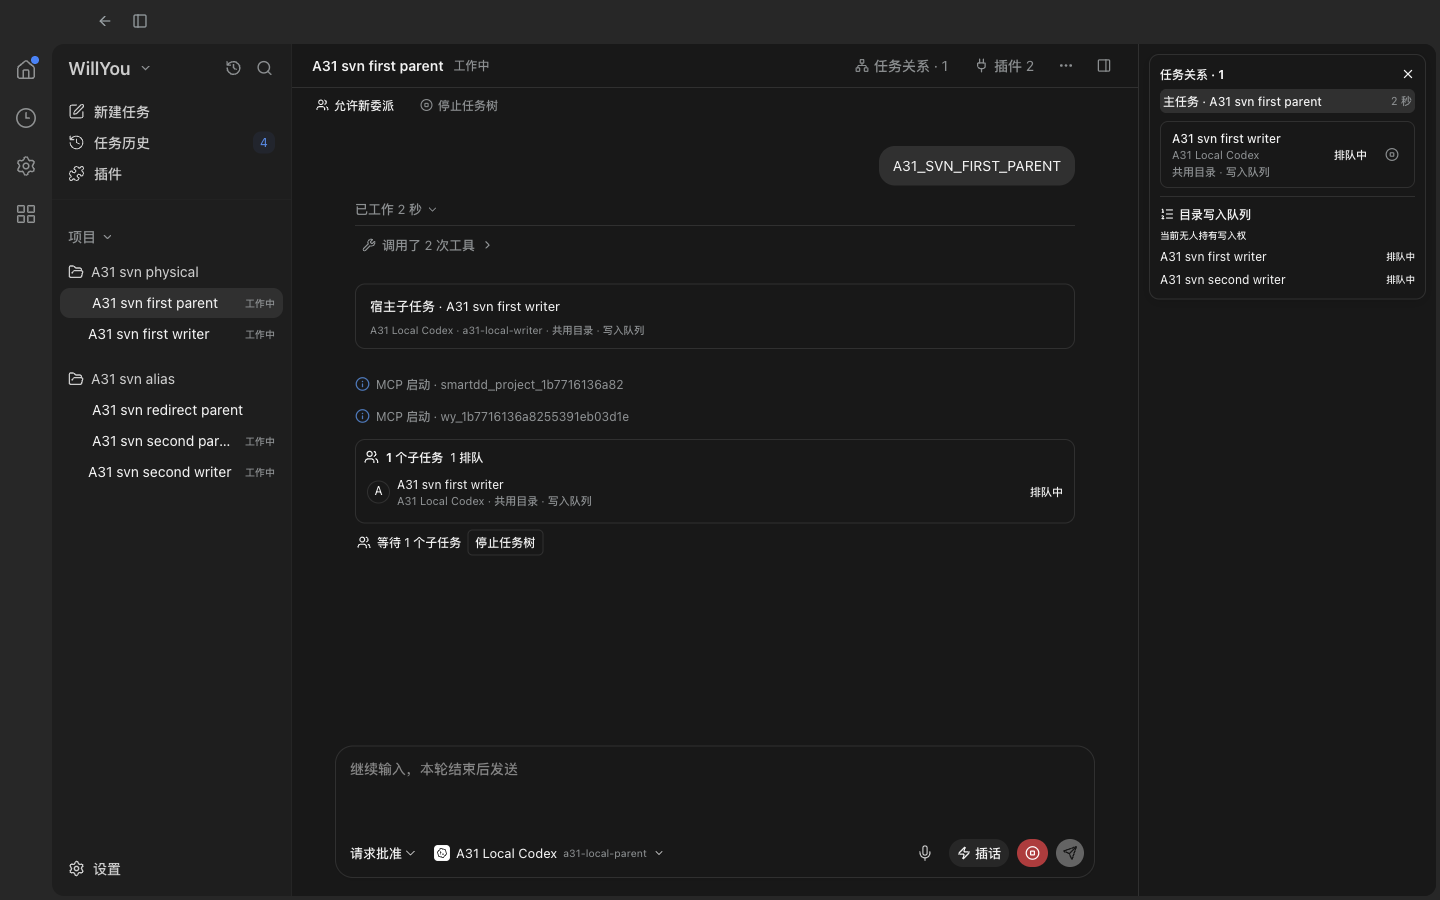 WillYou
新建任务
任务历史 4
插件
项目
A31 svn physical
A31 svn first parent 工作中
A31 svn first writer 工作中
A31 svn alias
A31 svn redirect parent
A31 svn second par... 工作中
A31 svn second writer 工作中
设置
A31 svn first parent 工作中
任务关系 · 1 插件 2
允许新委派 停止任务树
A31_SVN_FIRST_PARENT
已工作 2 秒
调用了 2 次工具
宿主子任务 · A31 svn first writer
A31 Local Codex · a31-local-writer · 共用目录 · 写入队列
MCP 启动 · smartdd_project_1b7716136a82
MCP 启动 · wy_1b7716136a8255391eb03d1e
1 个子任务 1 排队
A
A31 svn first writer
A31 Local Codex · 共用目录 · 写入队列
排队中
等待 1 个子任务 停止任务树
继续输入，本轮结束后发送
请求批准 A31 Local Codex a31-local-parent 插话
任务关系 · 1
主任务 · A31 svn first parent 2 秒
A31 svn first writer
A31 Local Codex
共用目录 · 写入队列
排队中
目录写入队列
当前无人持有写入权
A31 svn first writer 排队中
A31 svn second writer 排队中